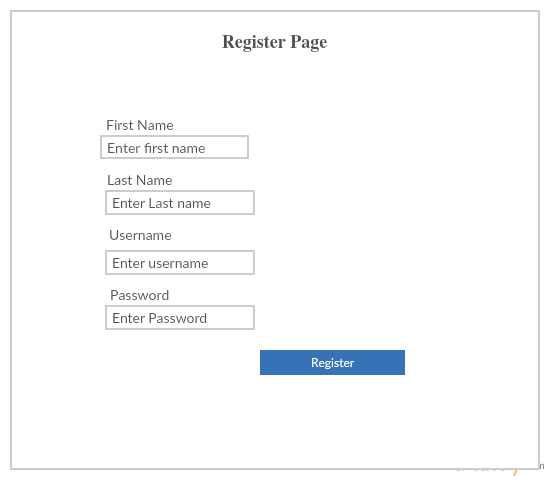 Register Page
First Name
Enter first name
Last Name
Enter Last name
Username
Enter username
Password
Enter Password
Register